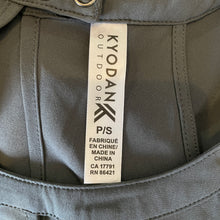 KYODAN
OUTDOOR
P/S
FABRIQUÉ
EN CHINE/
MADE IN
CHINA
CA 17791
RN 86421